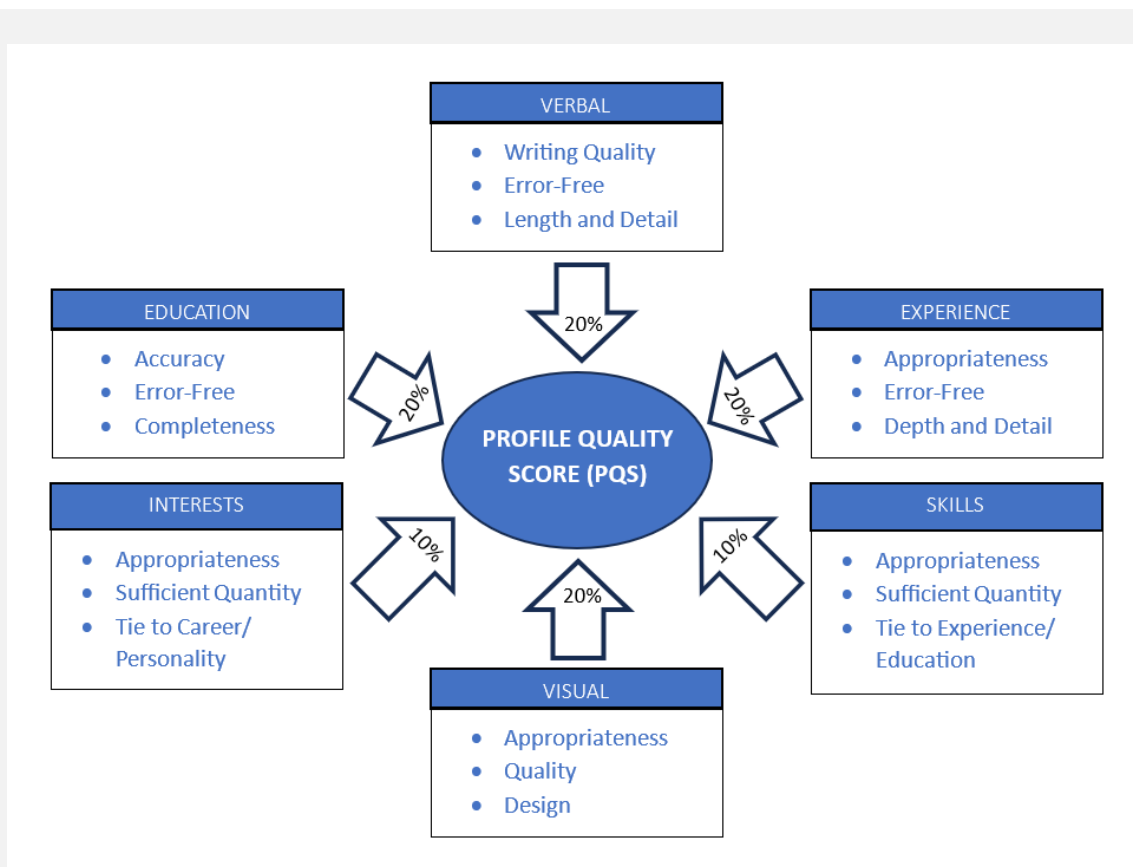 VERBAL
• Writing Quality
• Error-Free
• Length and Detail
20%
EDUCATION
• Accuracy
• Error-Free
• Completeness
20%
EXPERIENCE
• Appropriateness
• Error-Free
• Depth and Detail
20%
PROFILE QUALITY
SCORE (PQS)
INTERESTS
• Appropriateness
• Sufficient Quantity
• Tie to Career/
Personality
10%
SKILLS
• Appropriateness
• Sufficient Quantity
• Tie to Experience/
Education
10%
20%
VISUAL
• Appropriateness
• Quality
• Design